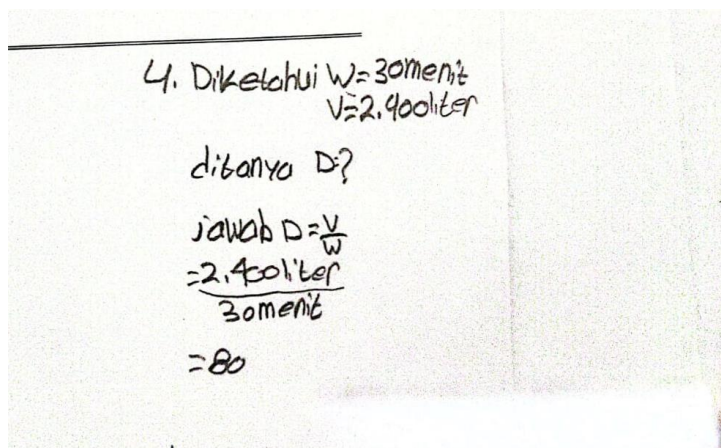 4. Diketahui W=30menit
V=2.400liter
ditanya D?
jawab D=V/W
=2.400liter
30menit
=80